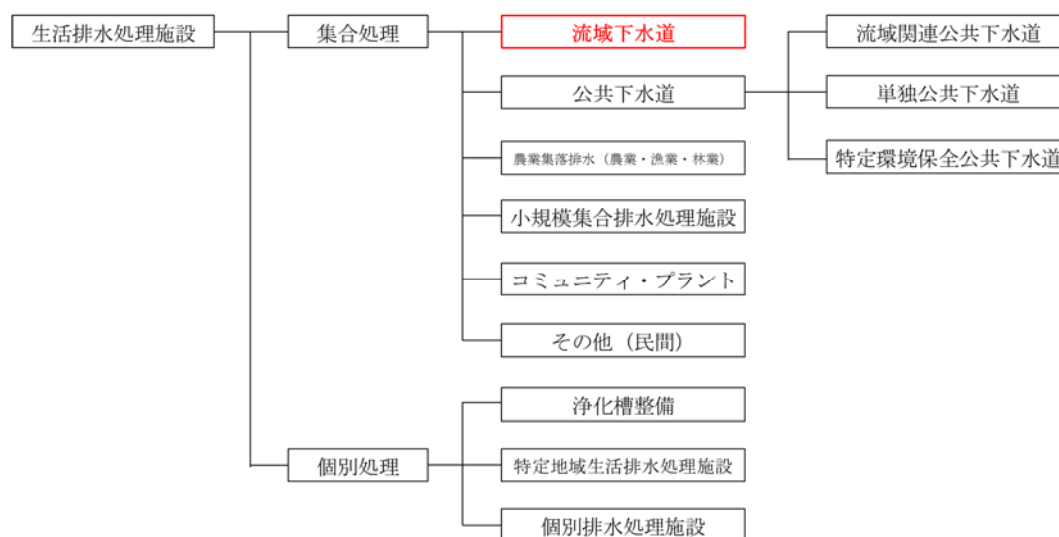 生活排水処理施設
集合処理
流域下水道
流域関連公共下水道
公共下水道
単独公共下水道
農業集落排水（農業・漁業・林業）
特定環境保全公共下水道
小規模集合排水処理施設
コミュニティ・プラント
その他（民間）
浄化槽整備
個別処理
特定地域生活排水処理施設
個別排水処理施設